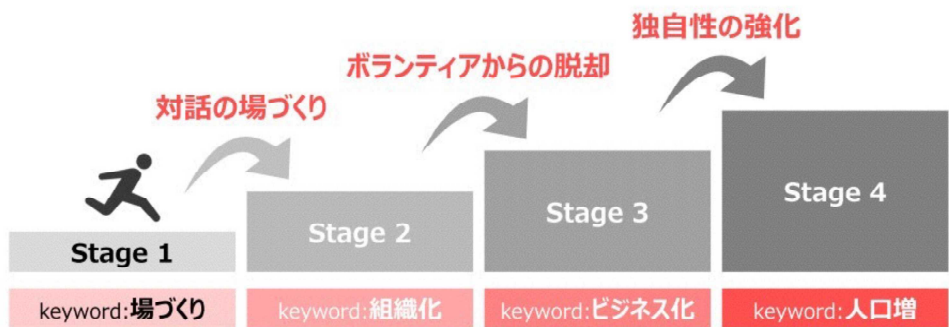 独自性の強化
ボランティアからの脱却
対話の場づくり
Stage 1
Stage 2
Stage 3
Stage 4
keyword:場づくり
keyword:組織化
keyword:ビジネス化
keyword:人口増